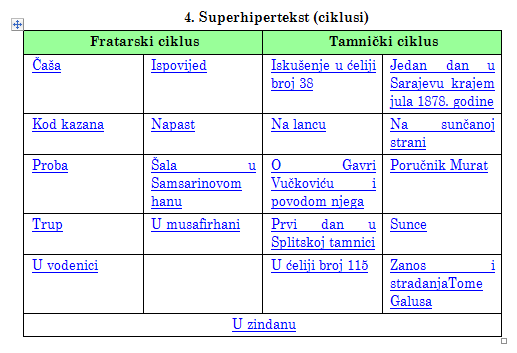 4. Superhipertekst (ciklusi)
Fratarski ciklus Tamnički ciklus
Čaša Ispovijed Iskušenje u ćeliji broj 38 Jedan dan u Sarajevu krajem jula 1878. godine
Kod kazana Napast Na lancu Na sunčanoj strani
Proba Šala u Samsarinovom hanu O Gavri Vučkoviću i povodom njega Poručnik Murat
Trup U musafirhani Prvi dan u Splitskoj tamnici Sunce
U vodenici U ćeliji broj 115 Zanos i stradanjaTome Galusa
U zindanu